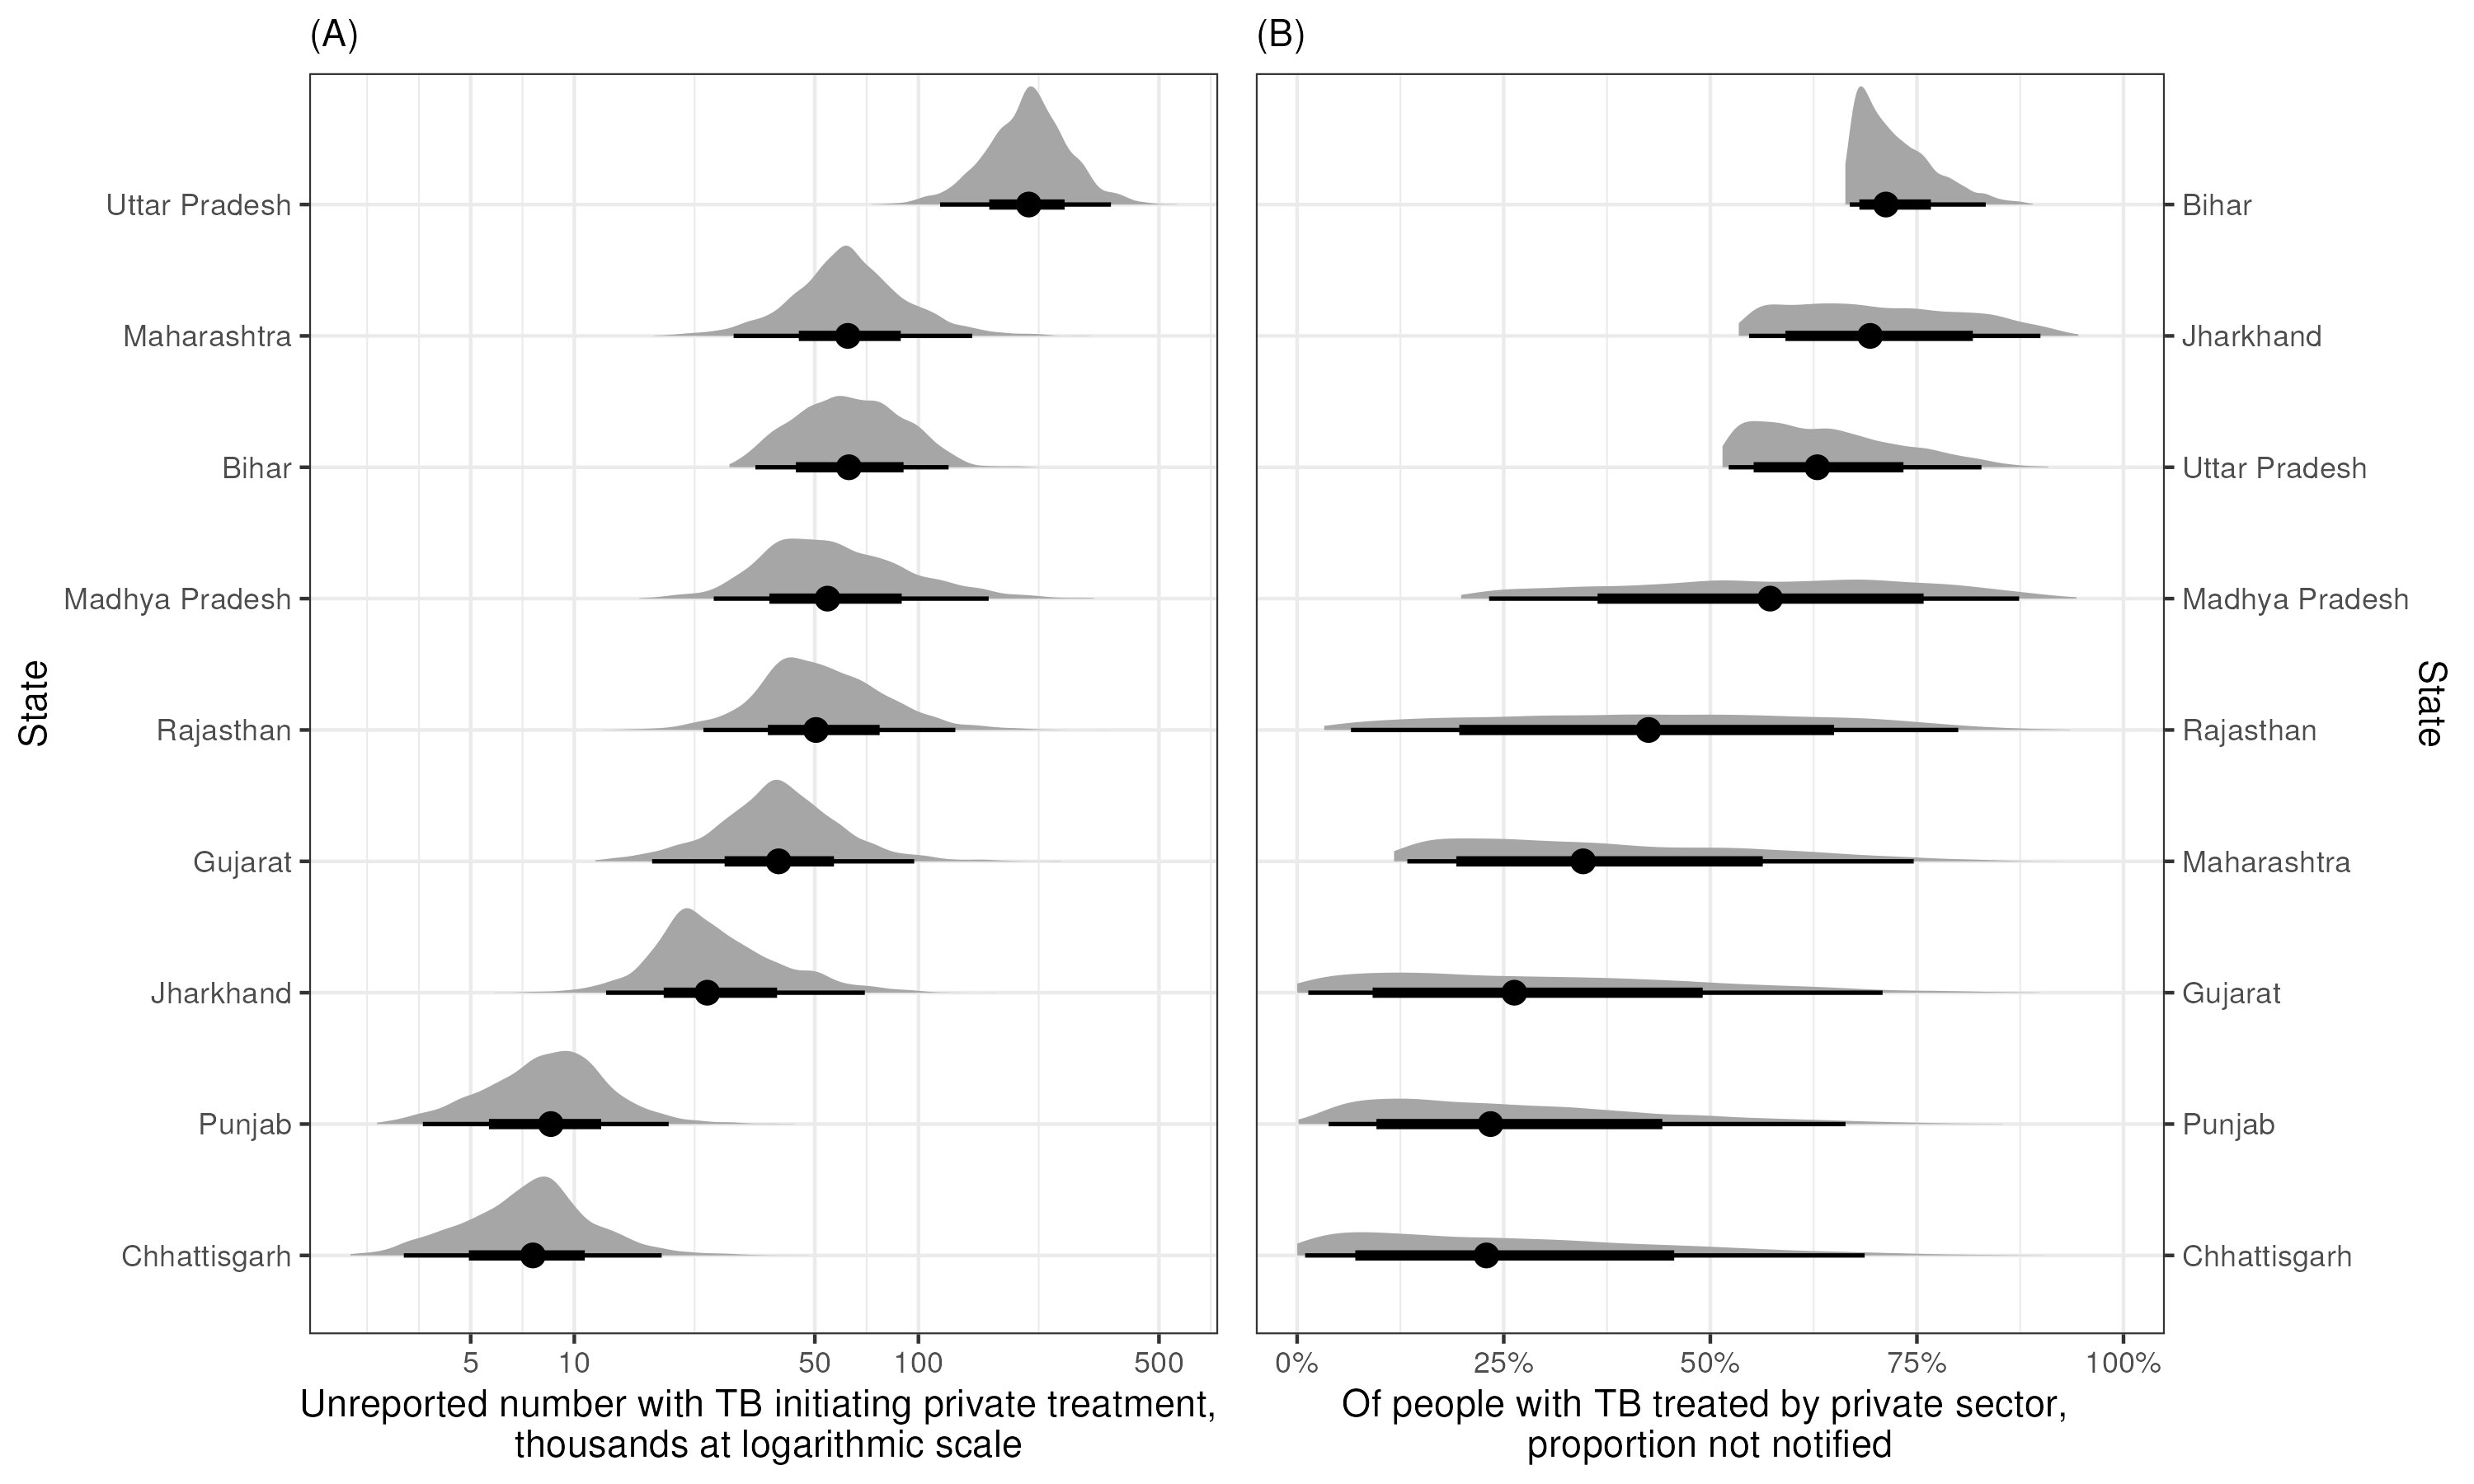 (A)
(B)
Uttar Pradesh
Maharashtra
Bihar
Madhya Pradesh
Rajasthan
Gujarat
Jharkhand
Punjab
Chhattisgarh
State
5 10 50 100 500
Unreported number with TB initiating private treatment,
thousands at logarithmic scale
Bihar
Jharkhand
Uttar Pradesh
Madhya Pradesh
Rajasthan
Maharashtra
Gujarat
Punjab
Chhattisgarh
State
0% 25% 50% 75% 100%
Of people with TB treated by private sector,
proportion not notified